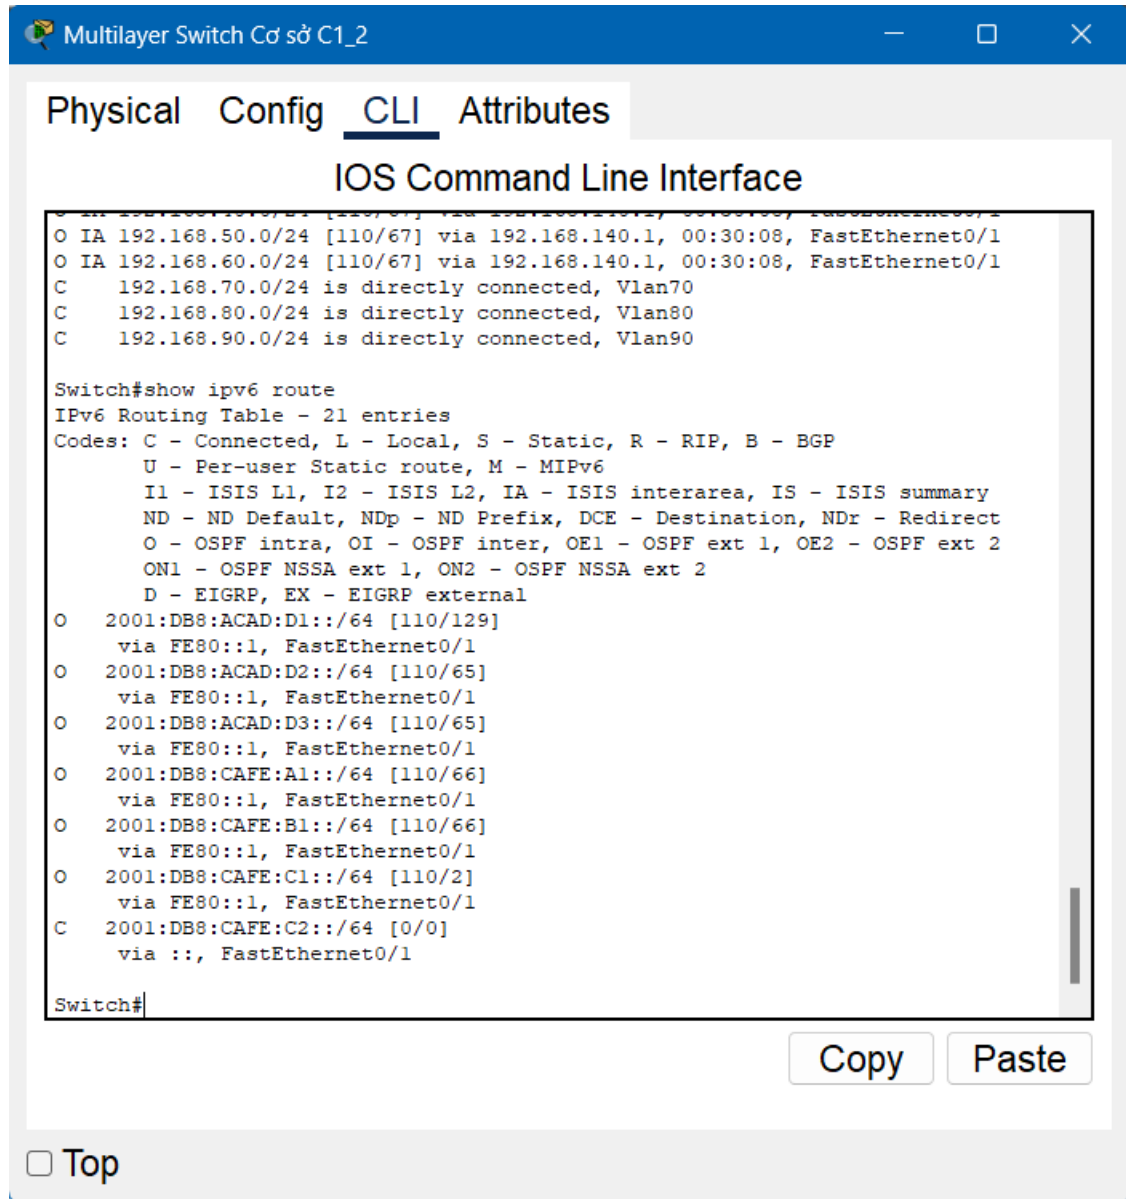 Multilayer Switch Cơ sở C1_2
Physical Config CLI Attributes
IOS Command Line Interface
O IA 192.168.50.0/24 [110/67] via 192.168.140.1, 00:30:08, FastEthernet0/1
O IA 192.168.60.0/24 [110/67] via 192.168.140.1, 00:30:08, FastEthernet0/1
C    192.168.70.0/24 is directly connected, Vlan70
C    192.168.80.0/24 is directly connected, Vlan80
C    192.168.90.0/24 is directly connected, Vlan90
Switch#show ipv6 route
IPv6 Routing Table - 21 entries
Codes: C - Connected, L - Local, S - Static, R - RIP, B - BGP
U - Per-user Static route, M - MIPv6
I1 - ISIS L1, I2 - ISIS L2, IA - ISIS interarea, IS - ISIS summary
ND - ND Default, NDp - ND Prefix, DCE - Destination, NDr - Redirect
O - OSPF intra, OI - OSPF inter, OE1 - OSPF ext 1, OE2 - OSPF ext 2
ON1 - OSPF NSSA ext 1, ON2 - OSPF NSSA ext 2
D - EIGRP, EX - EIGRP external
O   2001:DB8:ACAD:D1::/64 [110/129]
via FE80::1, FastEthernet0/1
O   2001:DB8:ACAD:D2::/64 [110/65]
via FE80::1, FastEthernet0/1
O   2001:DB8:ACAD:D3::/64 [110/65]
via FE80::1, FastEthernet0/1
O   2001:DB8:CAFE:A1::/64 [110/66]
via FE80::1, FastEthernet0/1
O   2001:DB8:CAFE:B1::/64 [110/66]
via FE80::1, FastEthernet0/1
O   2001:DB8:CAFE:C1::/64 [110/2]
via FE80::1, FastEthernet0/1
C   2001:DB8:CAFE:C2::/64 [0/0]
via ::, FastEthernet0/1
Switch#
Copy Paste
Top